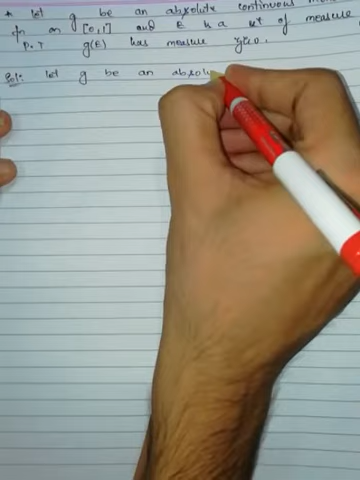 * Let g be an absolute continuous
fn on [0,1] and E is a set of measure
P.T g(E) has measure zero.
Sol: Let g be an absolu